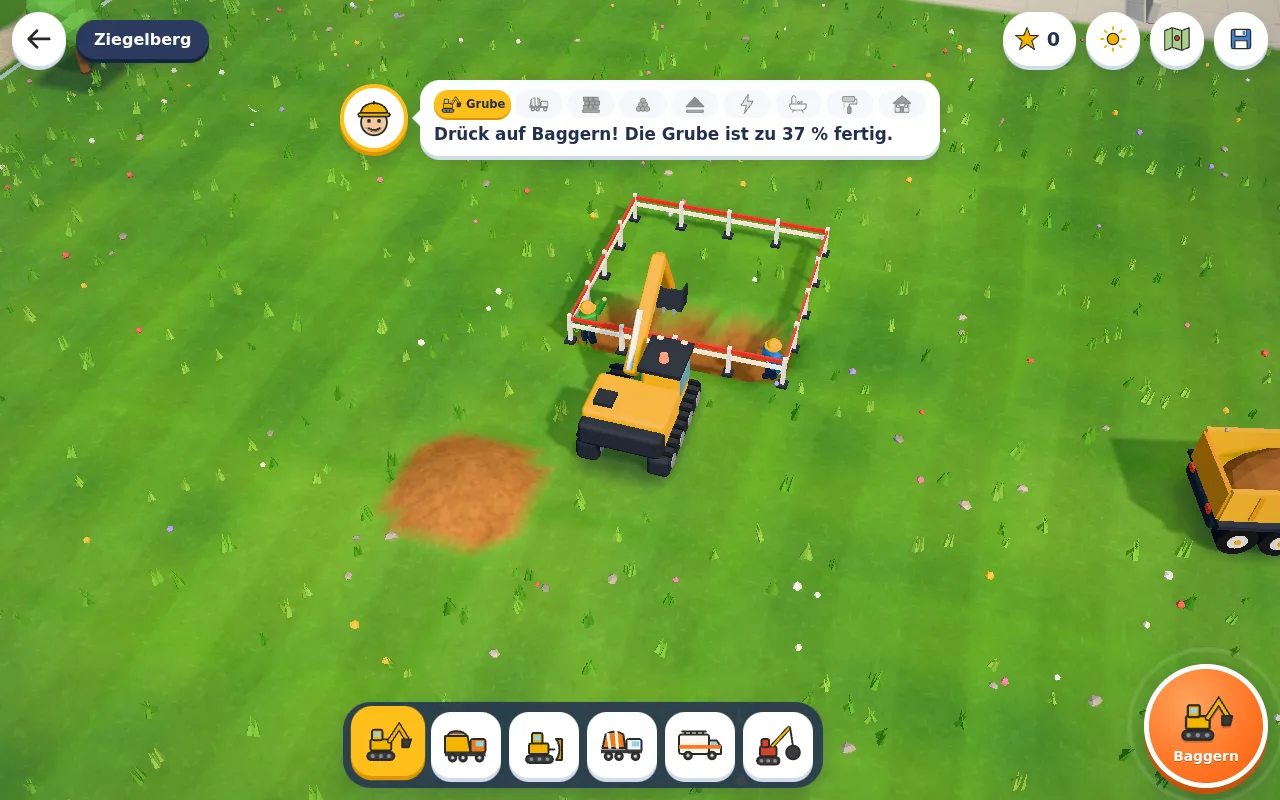 Ziegelberg
0
Grube
Drück auf Baggern! Die Grube ist zu 37 % fertig.
Baggern